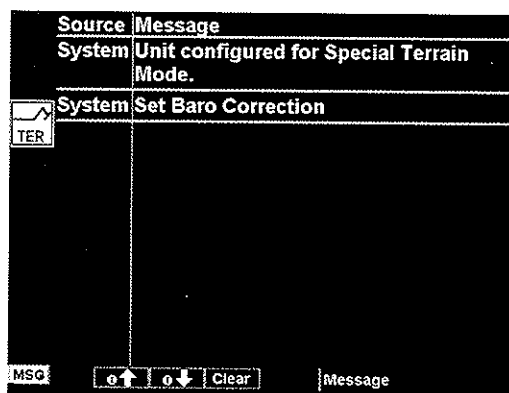 Source Message
System Unit configured for Special Terrain
Mode.
System Set Baro Correction
TER
MSG Clear Message